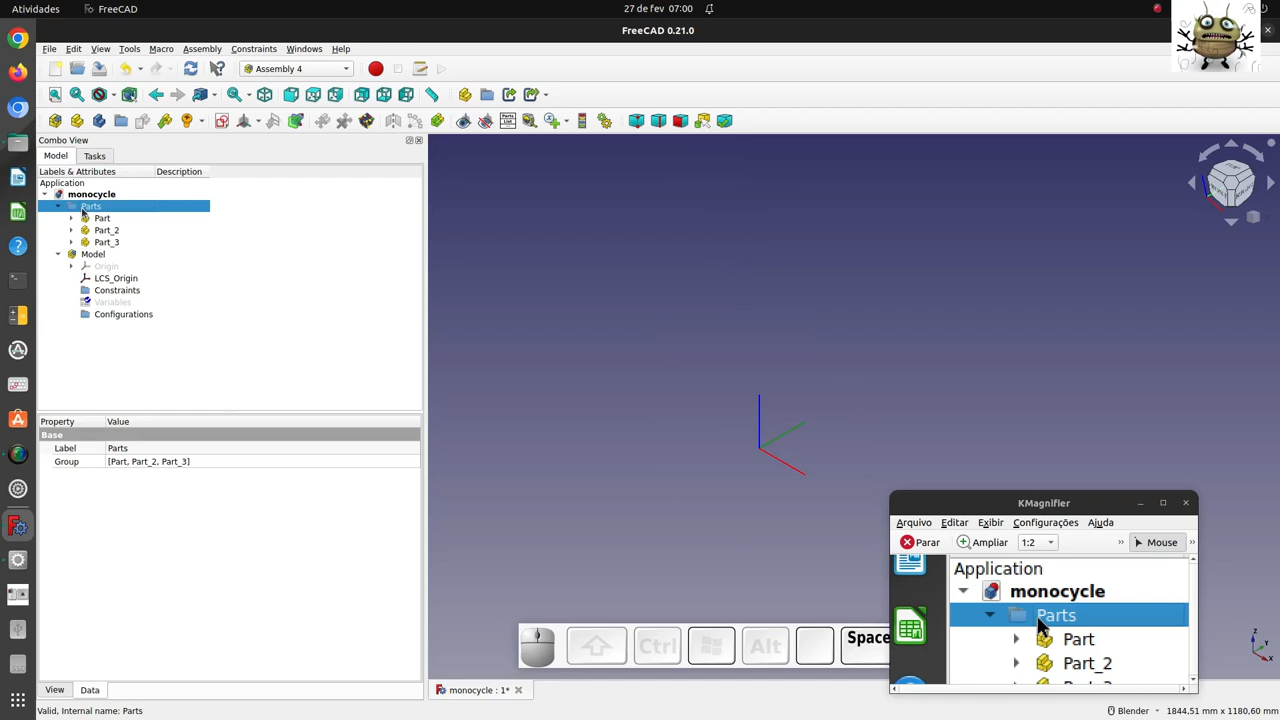 Atividades
FreeCAD
27 de fev 07:00
FreeCAD 0.21.0
File Edit View Tools Macro Assembly Constraints Windows Help
Assembly 4
Parts List
Combo View
Model Tasks
Labels & Attributes Description
Application
monocycle
Parts
Part
Part_2
Part_3
Model
Origin
LCS_Origin
Constraints
Variables
Configurations
Property Value
Base
Label Parts
Group [Part, Part_2, Part_3]
View Data
monocycle : 1*
KMagnifier
Arquivo Editar Exibir Configurações Ajuda
Parar Ampliar 1:2 » Mouse »
Application
monocycle
Parts
Part
Part_2
Ctrl Alt Space
Valid, Internal name: Parts
Blender 1844,51 mm x 1180,60 mm